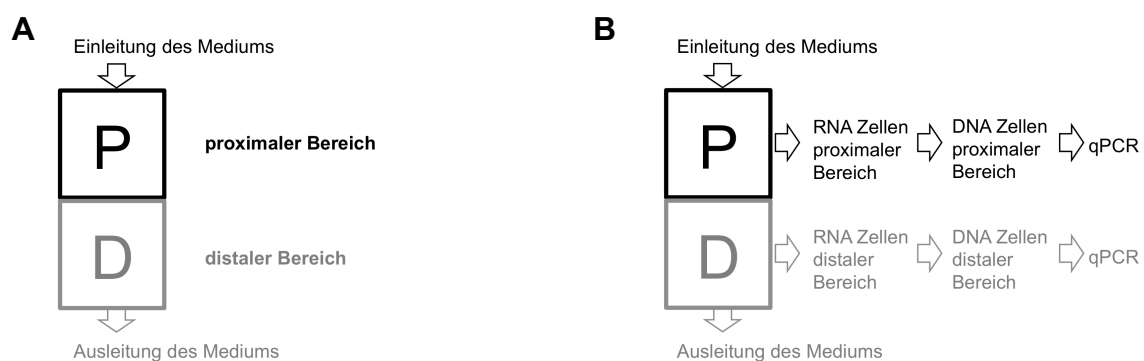 A
Einleitung des Mediums
P
proximaler Bereich
D
distaler Bereich
Ausleitung des Mediums
B
Einleitung des Mediums
P
RNA Zellen
proximaler
Bereich
DNA Zellen
proximaler
Bereich
qPCR
D
RNA Zellen
distaler
Bereich
DNA Zellen
distaler
Bereich
qPCR
Ausleitung des Mediums